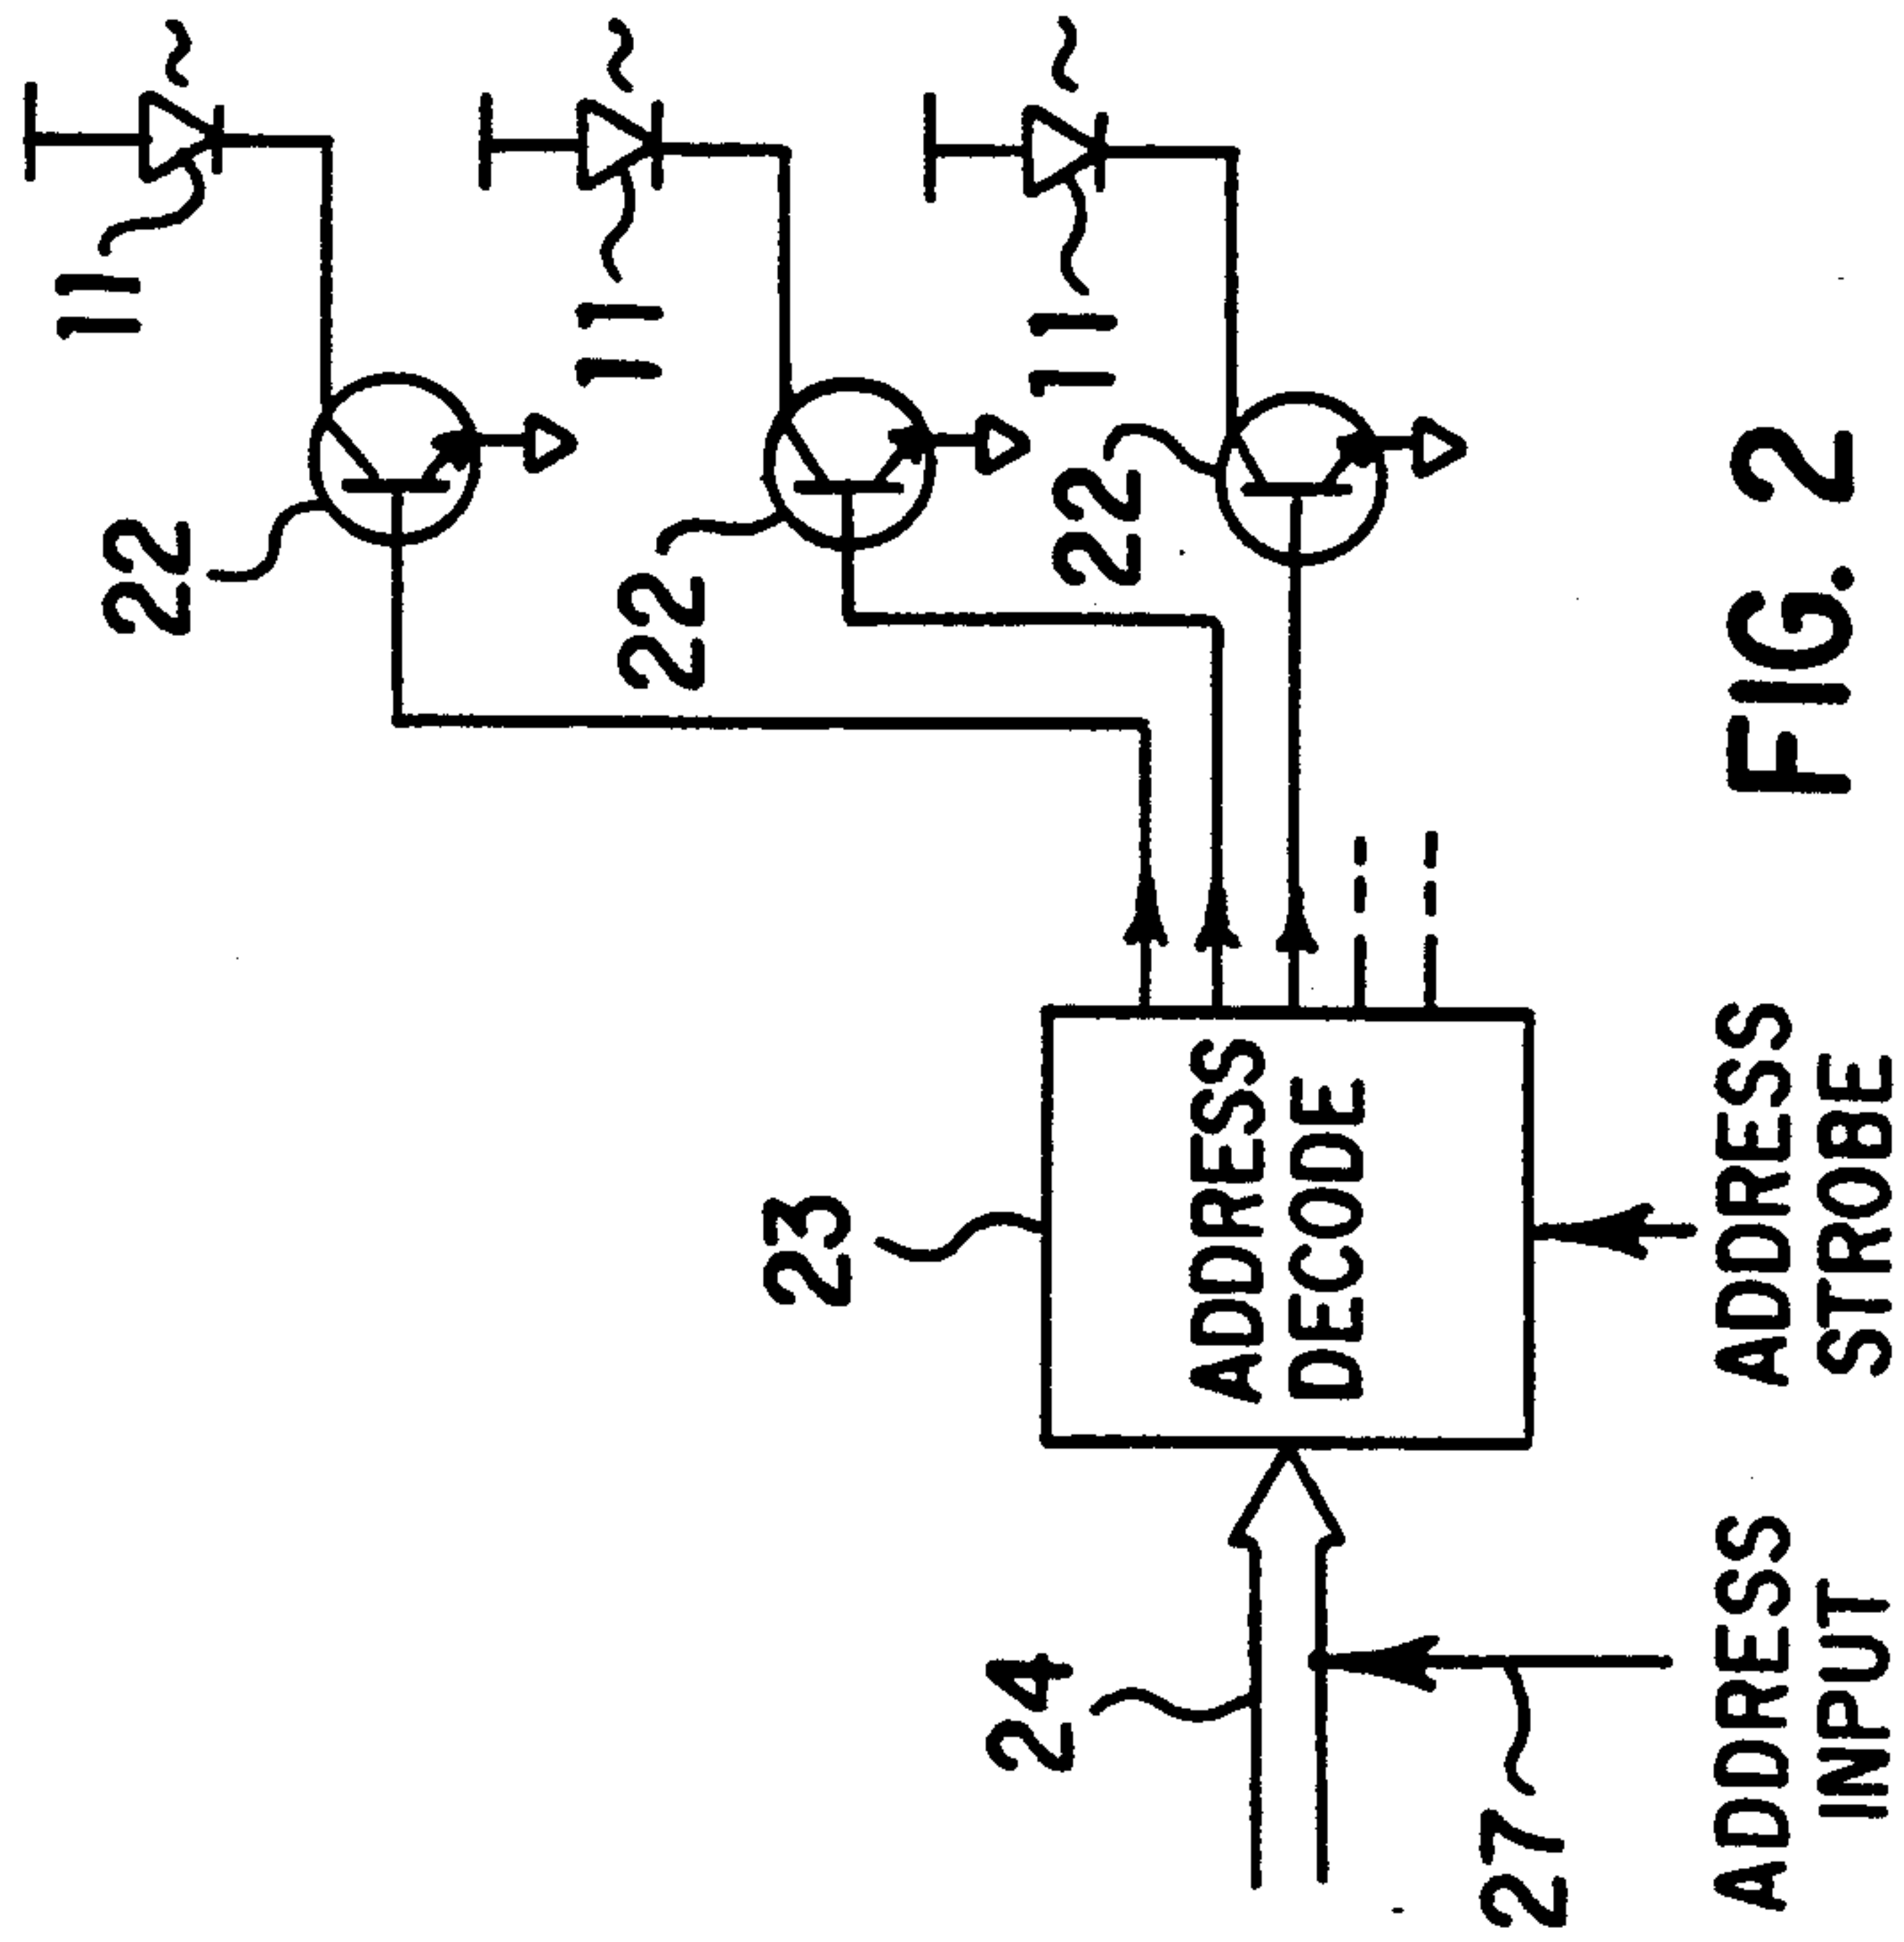 11
11
11
22
22
22
23
24
27
ADDRESS
DECODE
ADDRESS
INPUT
ADDRESS
STROBE
FIG. 2